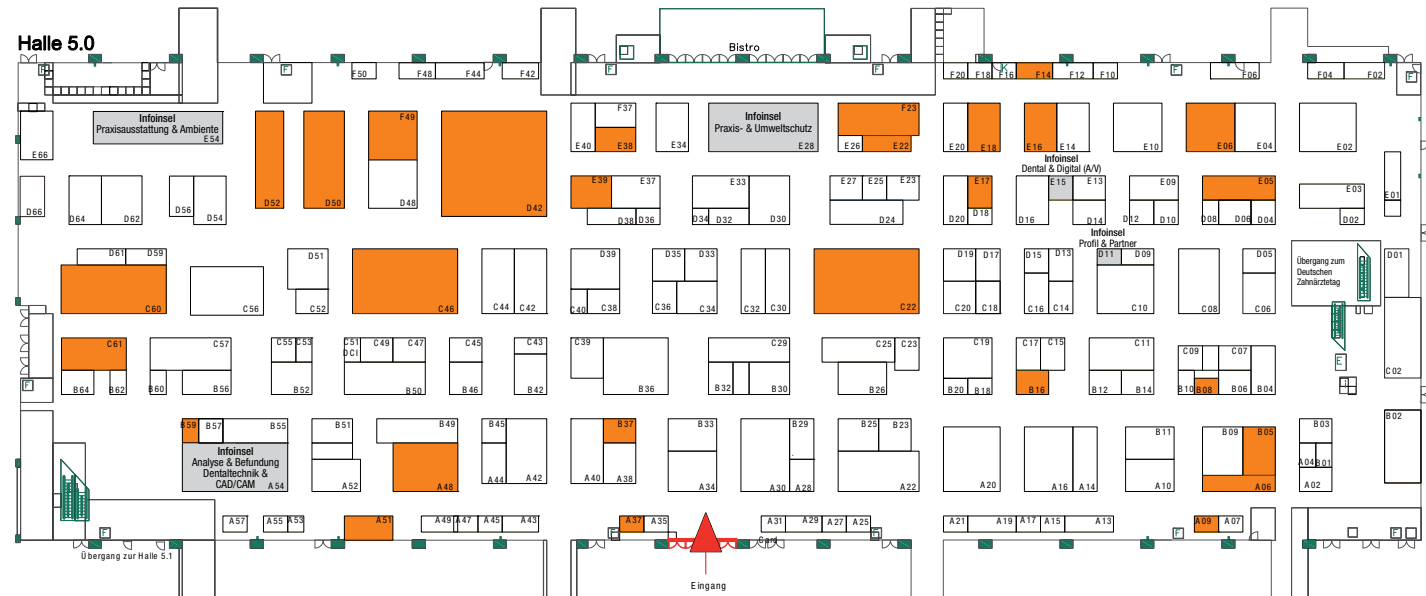 Halle 5.0
Bistro
F50
F48
F44
F42
F20
F18
F16
F14
F12
F10
F06
F04
F02
F
F
F
F
F
F
K
E66
Infoinsel
Praxisausstattung & Ambiente
E54
D52
D50
F49
D48
D42
F37
E40
E38
E34
Infoinsel
Praxis- & Umweltschutz
E28
F23
E26
E22
E20
E18
E16
E14
E10
E06
E04
E02
Infoinsel
Dental & Digital (A/V)
D66
D64
D62
D56
D54
E39
E37
D38
D36
E33
D34
D32
D30
E27
E25
E23
D24
E17
D20
D18
D16
E15
E13
D14
E09
D12
D10
E05
D08
D06
D04
E03
D02
E01
Infoinsel
Profil & Partner
D61
D59
C60
C56
D51
C52
C46
C44
C42
D39
C40
C38
D35
D33
C36
C34
C32
C30
C22
D19
D17
C20
C18
D15
D13
C16
C14
D11
D09
C10
C08
D05
C06
Übergang zum
Deutschen
Zahnärztetag
D01
C02
E
C61
B64
B62
C57
B60
B56
C55
C53
B52
C51
DCI
C49
C47
B50
C45
B46
C43
B42
C39
B36
C29
B32
B30
C25
C23
B26
C19
B20
B18
C17
C15
B16
C11
B12
B14
C09
C07
B10
B08
B06
B04
B02
F
B59
B57
B55
Infoinsel
Analyse & Befundung
Dentaltechnik &
CAD/CAM
A54
B51
A52
B49
A48
B45
A44
A42
A40
B37
A38
B33
A34
B29
A30
A28
B25
B23
A22
A20
A16
A14
B11
A10
B09
B05
A06
B03
A04
B01
A02
A57
A55
A53
A51
A49
A47
A45
A43
A37
A35
A31
A29
A27
A25
A21
A19
A17
A15
A13
A09
A07
F
F
F
F
F
F
Card
Übergang zur Halle 5.1
Eingang